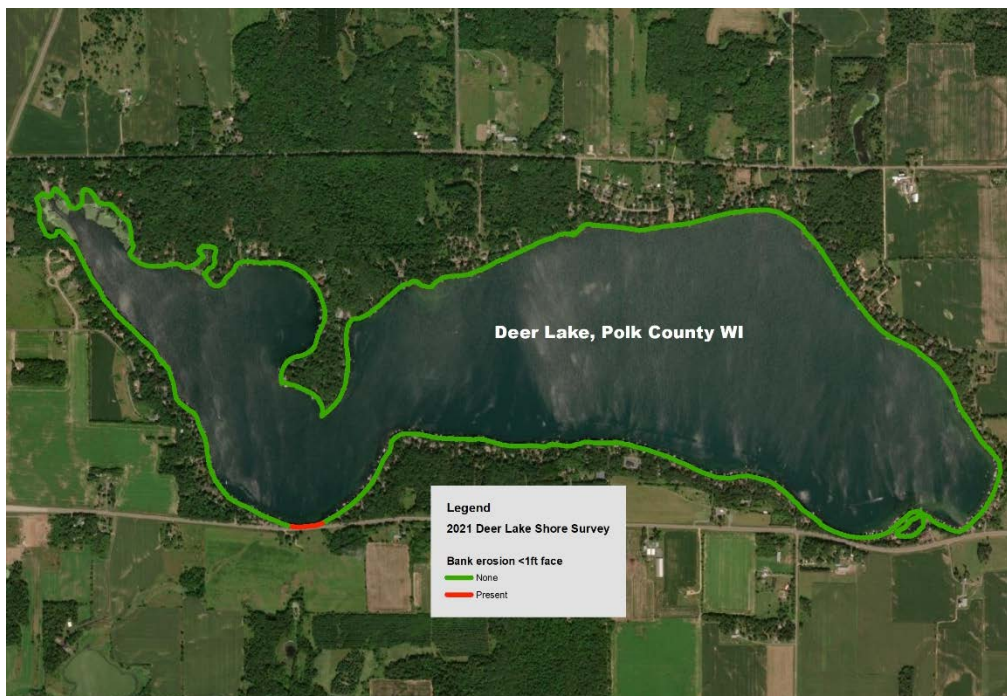 Deer Lake, Polk County WI
Legend
2021 Deer Lake Shore Survey
Bank erosion <1ft face
None
Present